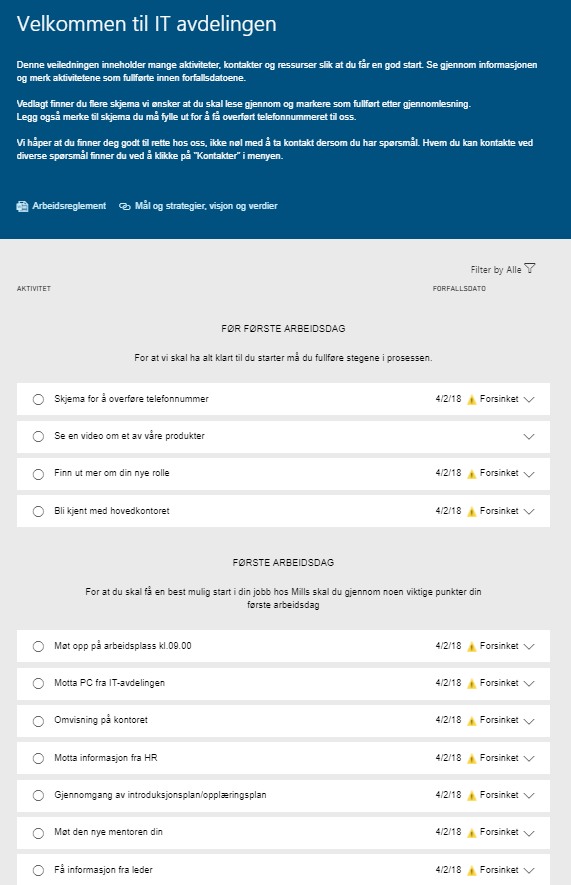 Velkommen til IT avdelingen
Denne veiledningen inneholder mange aktiviteter, kontakter og ressurser slik at du får en god start. Se gjennom informasjonen
og merk aktivitetene som fullførte innen forfallsdatoene.
Vedlagt finner du flere skjema vi ønsker at du skal lese gjennom og markere som fullført etter gjennomlesning.
Legg også merke til skjema du må fylle ut for å få overført telefonnummeret til oss.
Vi håper at du finner deg godt til rette hos oss, ikke nøl med å ta kontakt dersom du har spørsmål. Hvem du kan kontakte ved
diverse spørsmål finner du ved å klikke på "Kontakter" i menyen.
Arbeidsreglement Mål og strategier, visjon og verdier
Filter by Alle
AKTIVITET FORFALLSDATO
FØR FØRSTE ARBEIDSDAG
For at vi skal ha alt klart til du starter må du fullføre stegene i prosessen.
Skjema for å overføre telefonnummer 4/2/18 Forsinket
Se en video om et av våre produkter
Finn ut mer om din nye rolle 4/2/18 Forsinket
Bli kjent med hovedkontoret 4/2/18 Forsinket
FØRSTE ARBEIDSDAG
For at du skal få en best mulig start i din jobb hos Mills skal du gjennom noen viktige punkter din
første arbeidsdag
Møt opp på arbeidsplass kl.09.00 4/2/18 Forsinket
Motta PC fra IT-avdelingen 4/2/18 Forsinket
Omvisning på kontoret 4/2/18 Forsinket
Motta informasjon fra HR 4/2/18 Forsinket
Gjennomgang av introduksjonsplan/opplæringsplan 4/2/18 Forsinket
Møt den nye mentoren din 4/2/18 Forsinket
Få informasjon fra leder 4/2/18 Forsinket